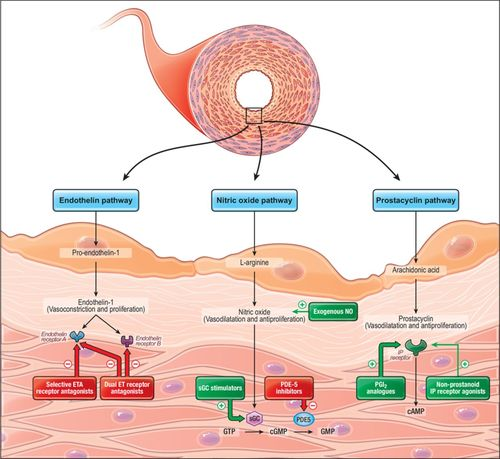 Endothelin pathway
Nitric oxide pathway
Prostacyclin pathway
Pro-endothelin-1
L-arginine
Arachidonic acid
Endothelin-1
(Vasoconstriction and proliferation)
Nitric oxide
(Vasodilatation and antiproliferation)
+
Exogenous NO
Prostacyclin
(Vasodilatation and antiproliferation)
Endothelin
receptor A
Endothelin
receptor B
IP
receptor
−
−
−
Selective ETA
receptor antagonists
Dual ET receptor
antagonists
sGC
stimulators
+
PDE-5
inhibitors
−
+
PGI₂
analogues
+
Non-prostanoid
IP receptor agonists
sGC
PDE5
cAMP
GTP
cGMP
GMP